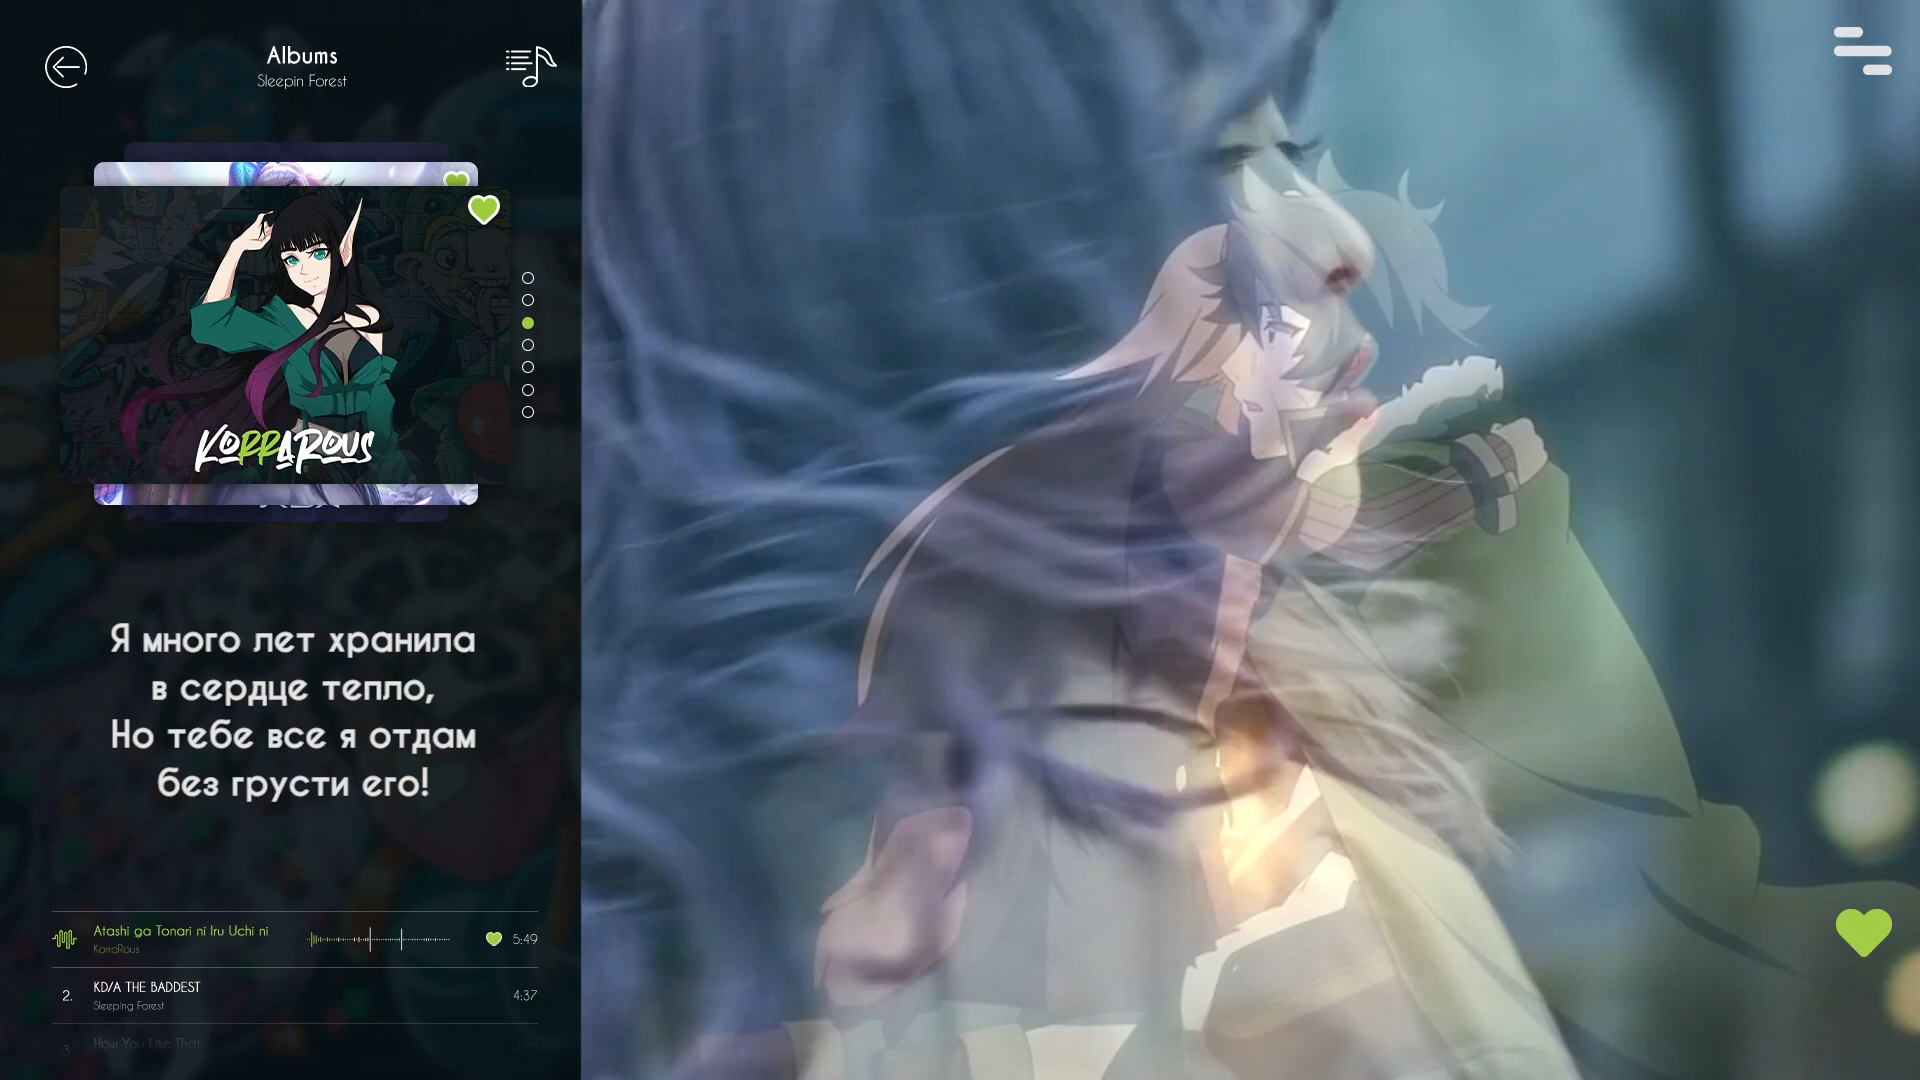 Albums
Sleepin Forest
KORRAROUS
Я много лет хранила
в сердце тепло,
Но тебе все я отдам
без грусти его!
Atashi ga Tonari ni Iru Uchi ni
KorraRous
5:49
2.
KD/A THE BADDEST
Sleeping Forest
4:37
3
How You Like That